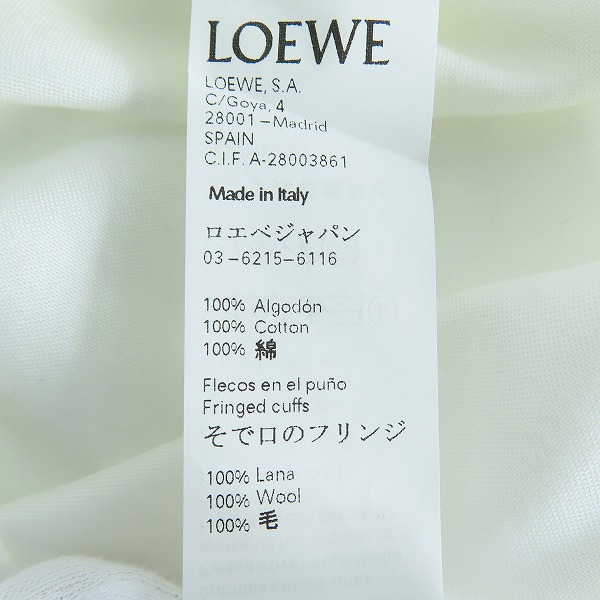 LOEWE
LOEWE, S.A.
C/Goya, 4
28001 – Madrid
SPAIN
C.I.F. A-28003861
Made in Italy
ロエベジャパン
03-6215-6116
100% Algodón
100% Cotton
100% 綿
Flecos en el puño
Fringed cuffs
そで口のフリンジ
100% Lana
100% Wool
100% 毛